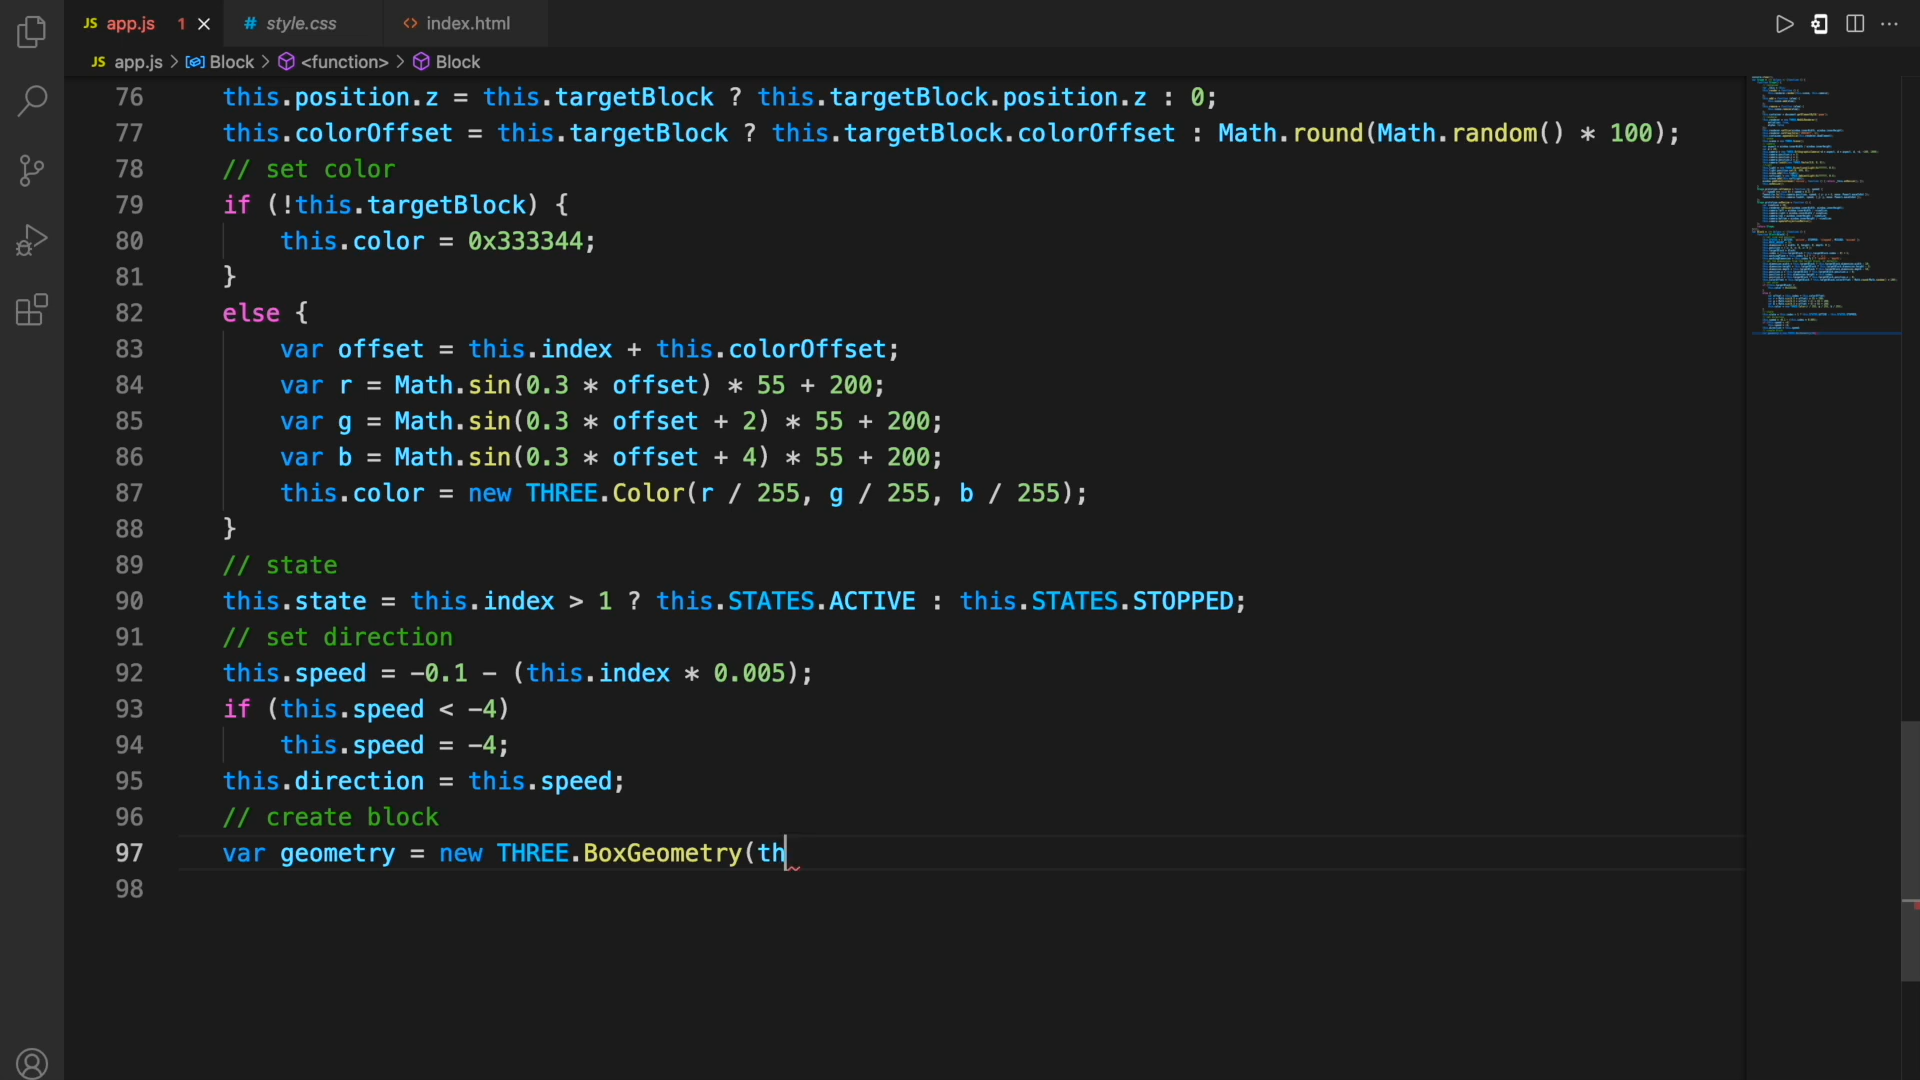 JS app.js 1 # style.css <> index.html
JS app.js > Block > <function> > Block
76 this.position.z = this.targetBlock ? this.targetBlock.position.z : 0;
77 this.colorOffset = this.targetBlock ? this.targetBlock.colorOffset : Math.round(Math.random() * 100);
78 // set color
79 if (!this.targetBlock) {
80 this.color = 0x333344;
81 }
82 else {
83 var offset = this.index + this.colorOffset;
84 var r = Math.sin(0.3 * offset) * 55 + 200;
85 var g = Math.sin(0.3 * offset + 2) * 55 + 200;
86 var b = Math.sin(0.3 * offset + 4) * 55 + 200;
87 this.color = new THREE.Color(r / 255, g / 255, b / 255);
88 }
89 // state
90 this.state = this.index > 1 ? this.STATES.ACTIVE : this.STATES.STOPPED;
91 // set direction
92 this.speed = -0.1 - (this.index * 0.005);
93 if (this.speed < -4)
94 this.speed = -4;
95 this.direction = this.speed;
96 // create block
97 var geometry = new THREE.BoxGeometry(th
98